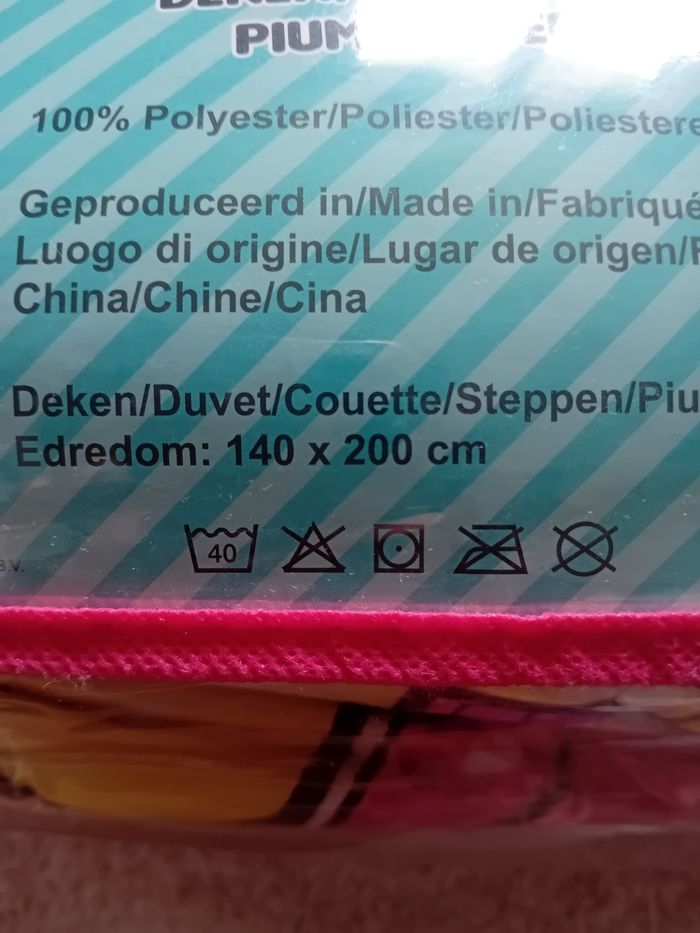 100% Polyester/Poliester/Poliestere
Geproduceerd in/Made in/Fabriqué
Luogo di origine/Lugar de origen/
China/Chine/Cina
Deken/Duvet/Couette/Steppen/Piu
Edredom: 140 x 200 cm
40
B.V.